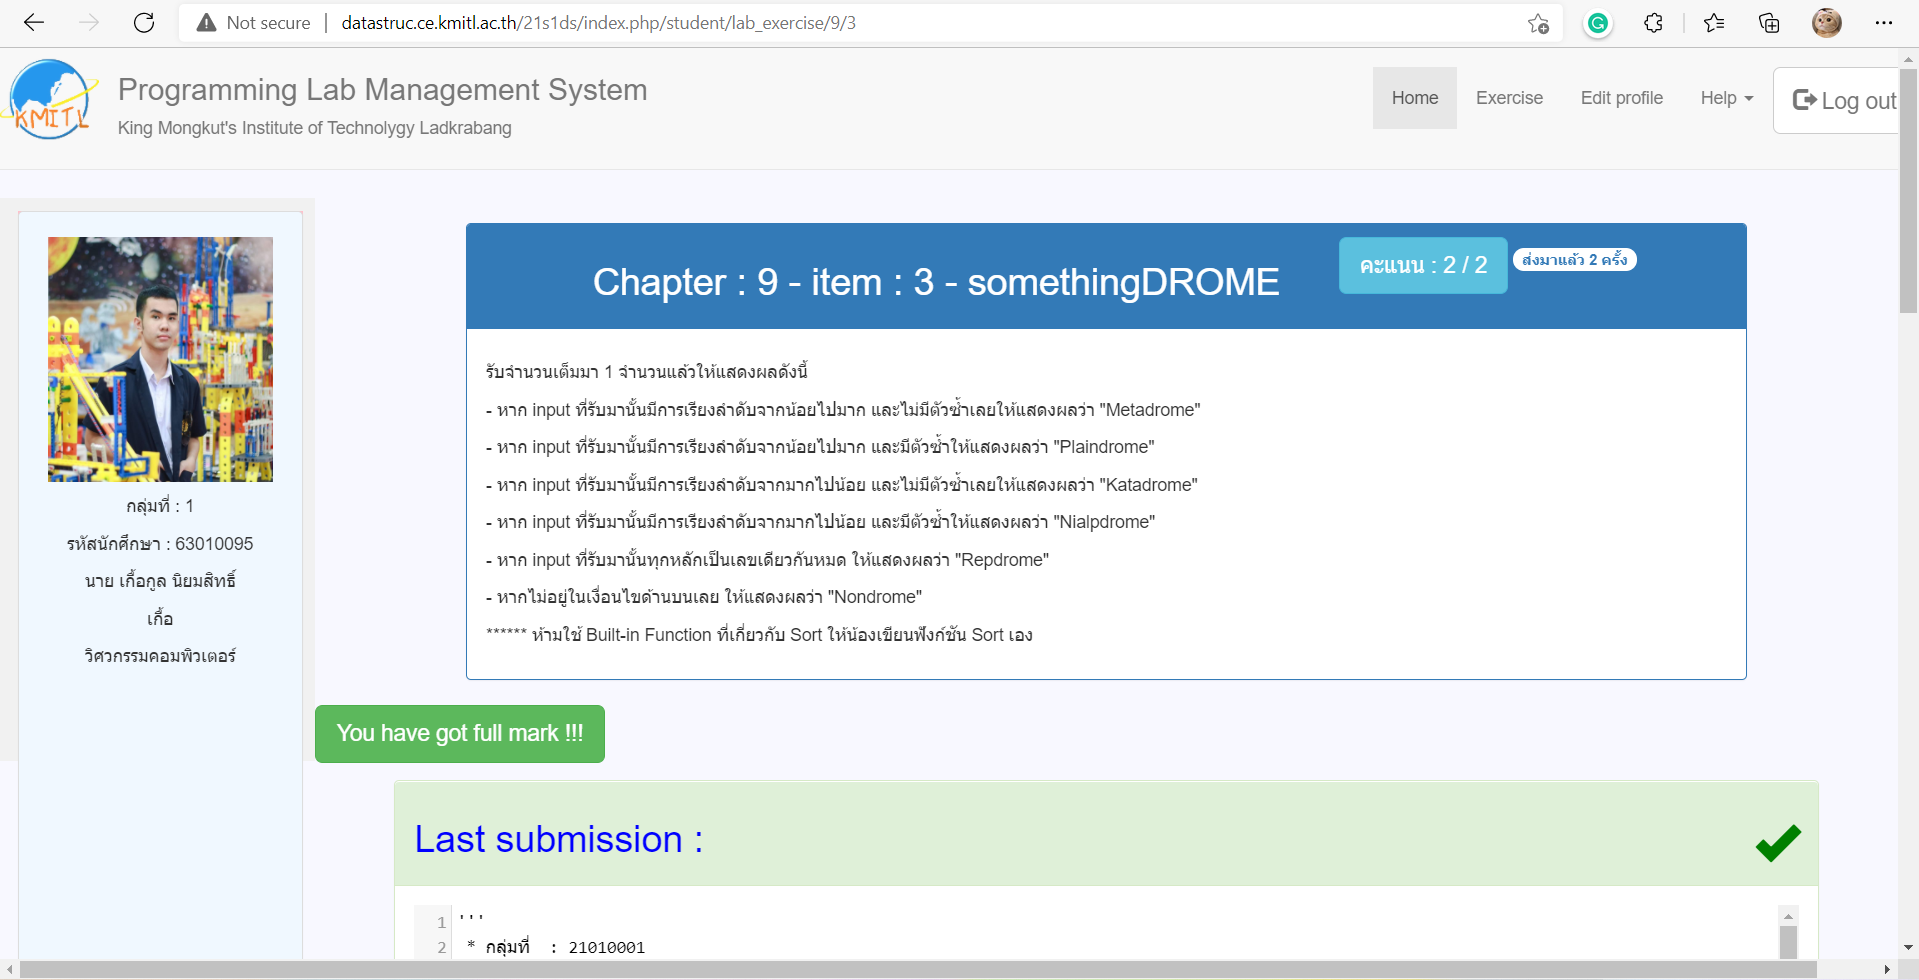 Not secure
datastruc.ce.kmitl.ac.th/21s1ds/index.php/student/lab_exercise/9/3
KMITL
Programming Lab Management System
King Mongkut's Institute of Technolygy Ladkrabang
Home
Exercise
Edit profile
Help
Log out
กลุ่มที่ : 1
รหัสนักศึกษา : 63010095
นาย เกื้อกูล นิยมสิทธิ์
เกื้อ
วิศวกรรมคอมพิวเตอร์
Chapter : 9 - item : 3 - somethingDROME
คะแนน : 2 / 2
ส่งมาแล้ว 2 ครั้ง
รับจำนวนเต็มมา 1 จำนวนแล้วให้แสดงผลดังนี้
- หาก input ที่รับมานั้นมีการเรียงลำดับจากน้อยไปมาก และไม่มีตัวซ้ำเลยให้แสดงผลว่า "Metadrome"
- หาก input ที่รับมานั้นมีการเรียงลำดับจากน้อยไปมาก และมีตัวซ้ำให้แสดงผลว่า "Plaindrome"
- หาก input ที่รับมานั้นมีการเรียงลำดับจากมากไปน้อย และไม่มีตัวซ้ำเลยให้แสดงผลว่า "Katadrome"
- หาก input ที่รับมานั้นมีการเรียงลำดับจากมากไปน้อย และมีตัวซ้ำให้แสดงผลว่า "Nialpdrome"
- หาก input ที่รับมานั้นทุกหลักเป็นเลขเดียวกันหมด ให้แสดงผลว่า "Repdrome"
- หากไม่อยู่ในเงื่อนไขด้านบนเลย ให้แสดงผลว่า "Nondrome"
****** ห้ามใช้ Built-in Function ที่เกี่ยวกับ Sort ให้น้องเขียนฟังก์ชัน Sort เอง
You have got full mark !!!
Last submission :
1 '''
2 * กลุ่มที่ : 21010001